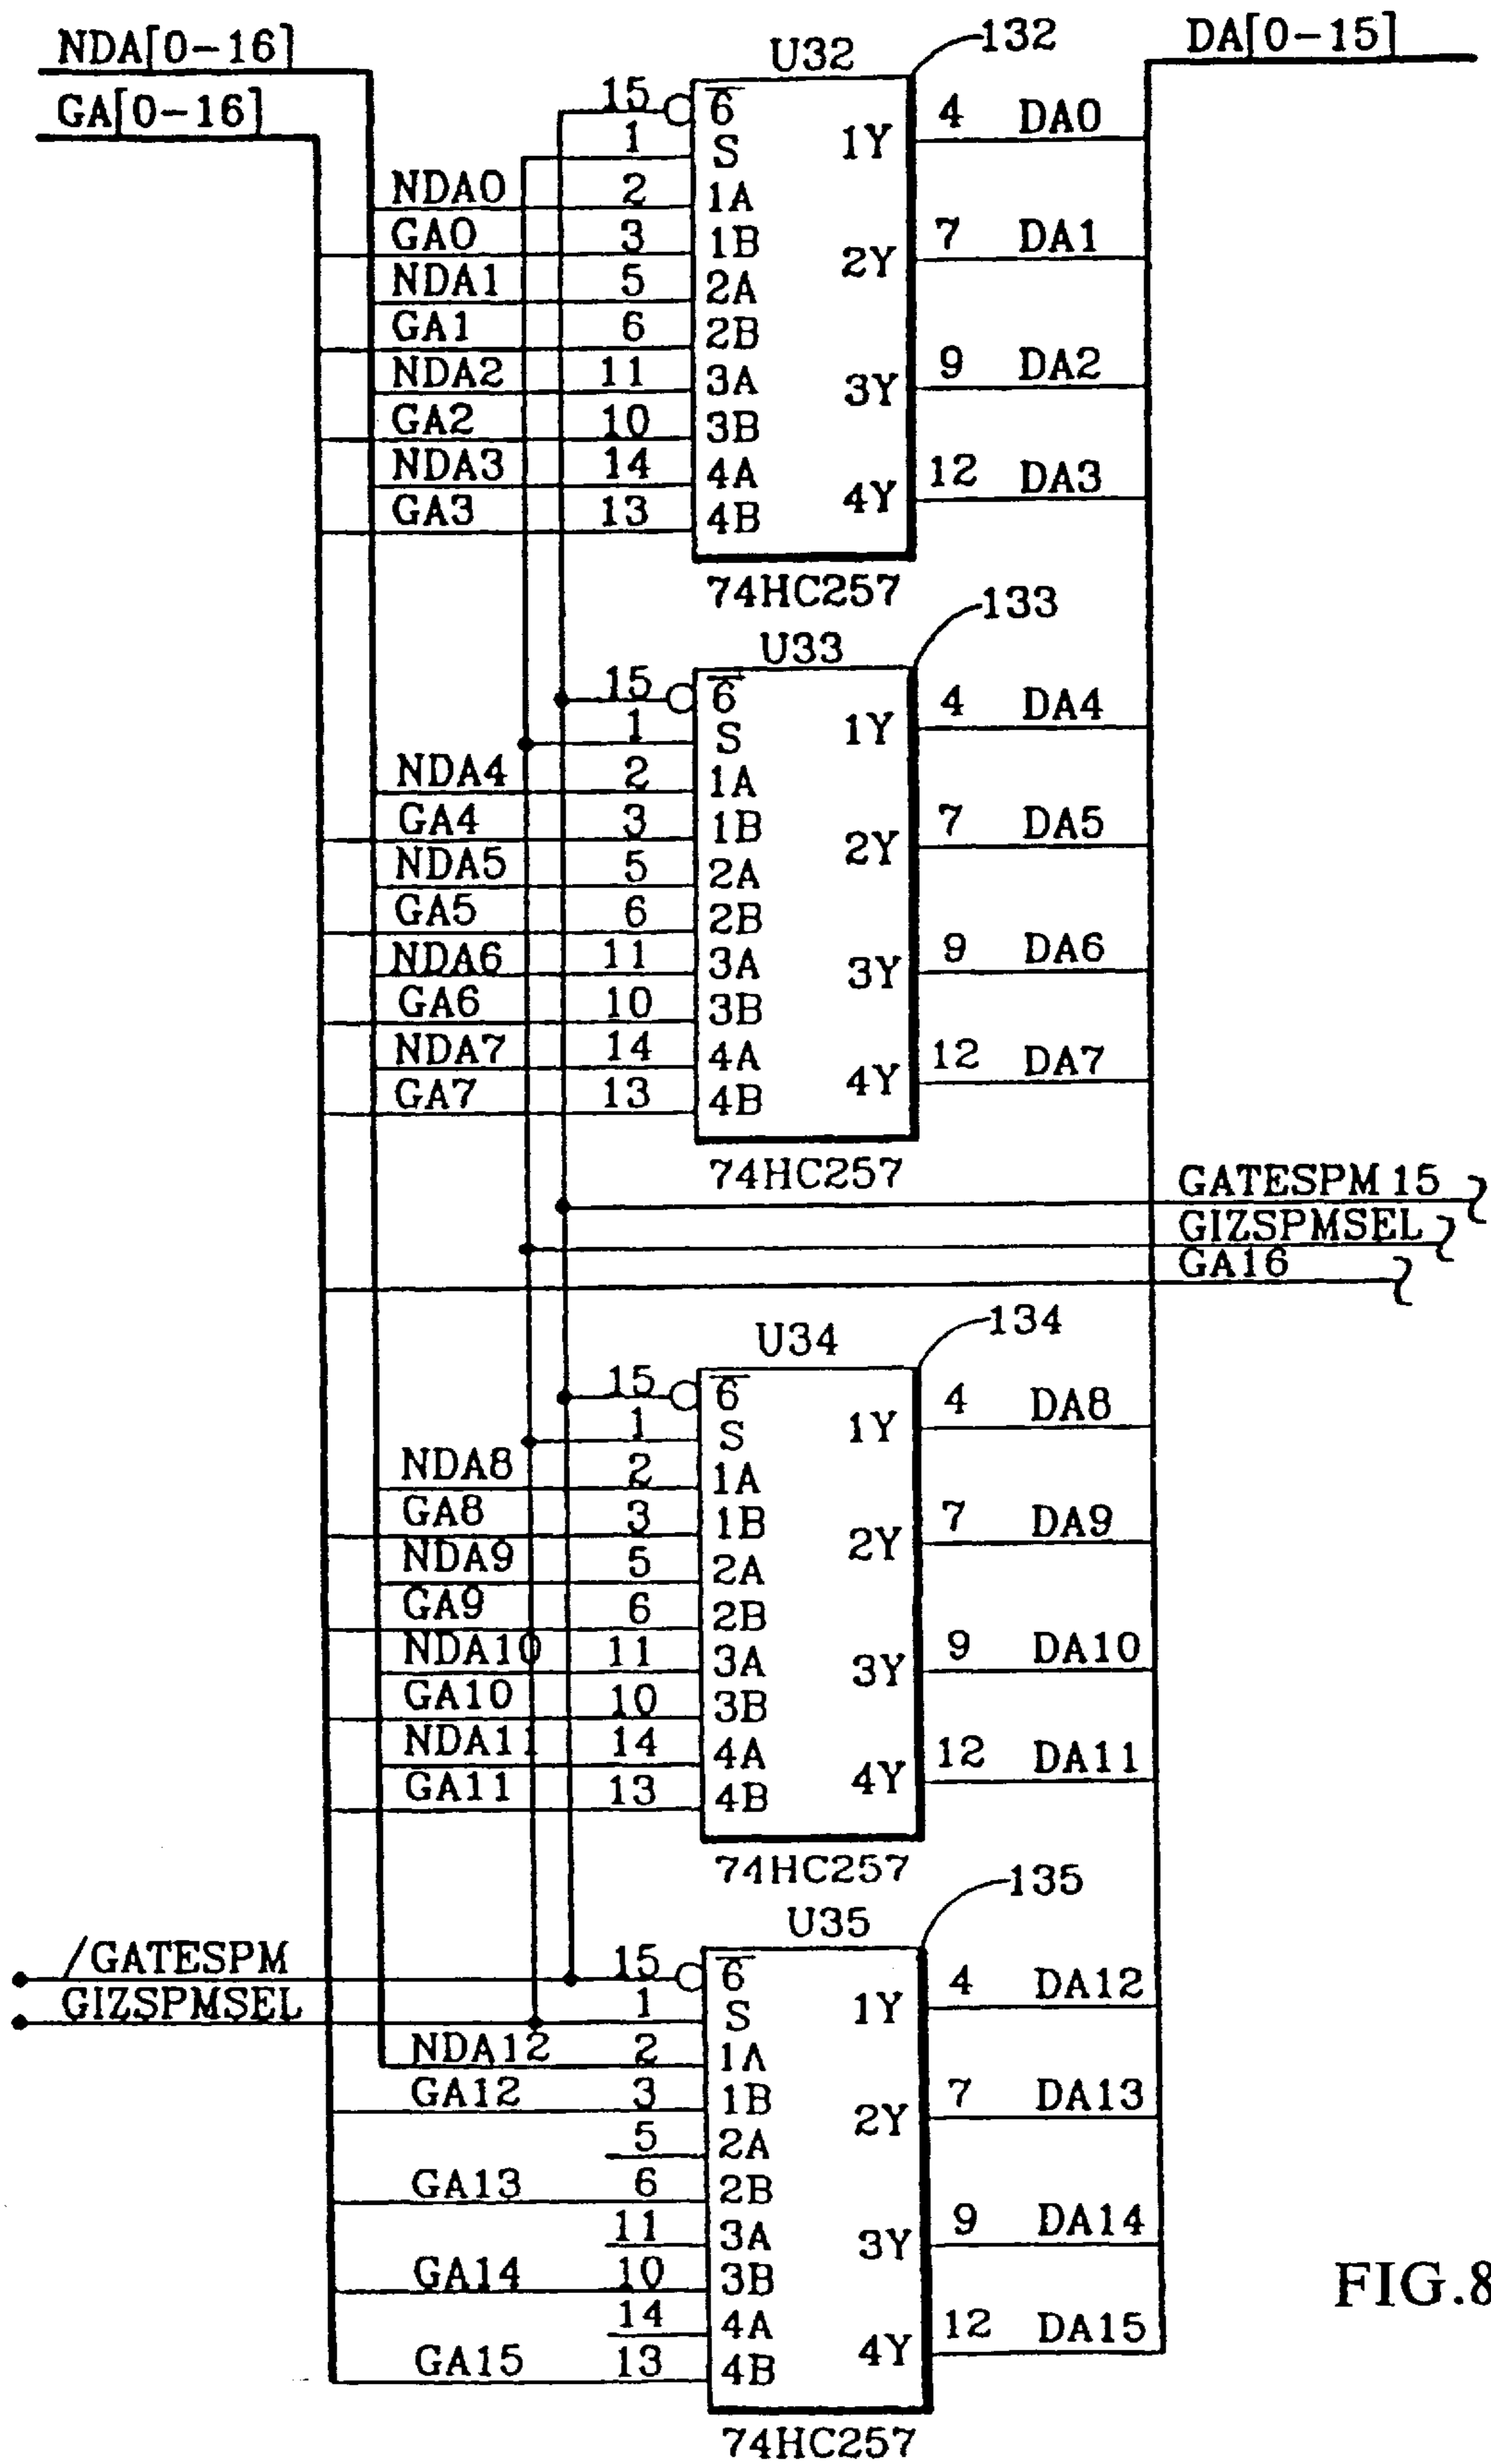 NDA[0-16]
GA[0-16]
DA[0-15]
U32
132
15 6
1 S
NDA0 2 1A
GA0 3 1B
NDA1 5 2A
GA1 6 2B
NDA2 11 3A
GA2 10 3B
NDA3 14 4A
GA3 13 4B
1Y 4 DA0
2Y 7 DA1
3Y 9 DA2
4Y 12 DA3
74HC257
133
U33
15 6
1 S
NDA4 2 1A
GA4 3 1B
NDA5 5 2A
GA5 6 2B
NDA6 11 3A
GA6 10 3B
NDA7 14 4A
GA7 13 4B
1Y 4 DA4
2Y 7 DA5
3Y 9 DA6
4Y 12 DA7
74HC257
GATESPM 15
GIZSPMSEL
GA16
U34
134
15 6
1 S
NDA8 2 1A
GA8 3 1B
NDA9 5 2A
GA9 6 2B
NDA10 11 3A
GA10 10 3B
NDA11 14 4A
GA11 13 4B
1Y 4 DA8
2Y 7 DA9
3Y 9 DA10
4Y 12 DA11
74HC257
135
U35
/GATESPM 15 6
GIZSPMSEL 1 S
NDA12 2 1A
GA12 3 1B
5 2A
GA13 6 2B
11 3A
GA14 10 3B
14 4A
GA15 13 4B
1Y 4 DA12
2Y 7 DA13
3Y 9 DA14
4Y 12 DA15
74HC257
FIG.8